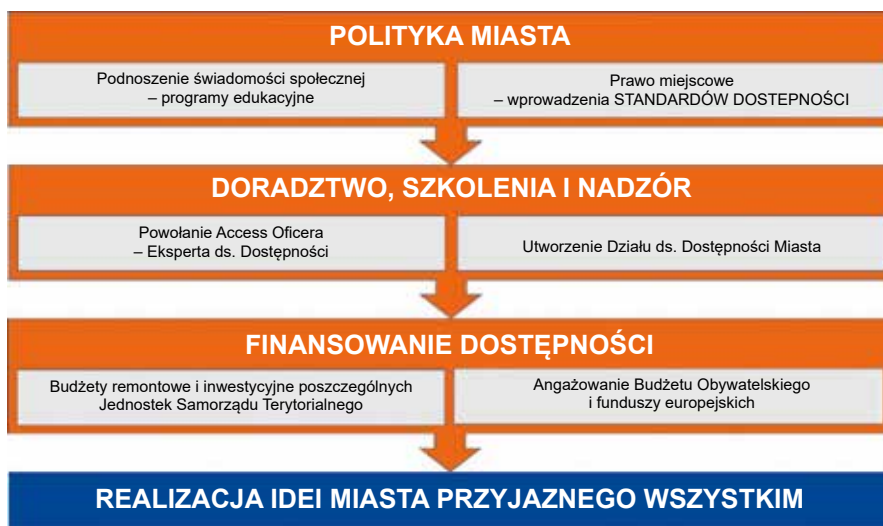 POLITYKA MIASTA
Podnoszenie świadomości społecznej
– programy edukacyjne
Prawo miejscowe
– wprowadzenia STANDARDÓW DOSTEPNOŚCI
DORADZTWO, SZKOLENIA I NADZÓR
Powołanie Access Oficera
– Eksperta ds. Dostępności
Utworzenie Działu ds. Dostępności Miasta
FINANSOWANIE DOSTĘPNOŚCI
Budżety remontowe i inwestycyjne poszczególnych
Jednostek Samorządu Terytorialnego
Angażowanie Budżetu Obywatelskiego
i funduszy europejskich
REALIZACJA IDEI MIASTA PRZYJAZNEGO WSZYSTKIM